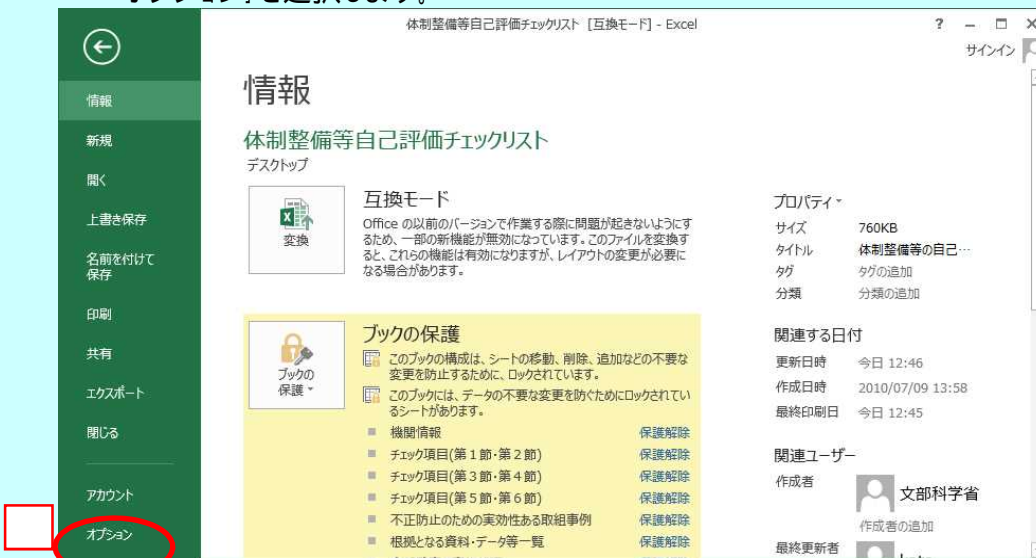 オプション」を選択します。
体制整備等自己評価チェックリスト [互換モード] - Excel
? – □ ×
サインイン
情報
新規
開く
上書き保存
名前を付けて
保存
印刷
共有
エクスポート
閉じる
アカウント
オプション
情報
体制整備等自己評価チェックリスト
デスクトップ
変換
互換モード
Office の以前のバージョンで作業する際に問題が起きないようにす
るため、一部の新機能が無効になっています。このファイルを変換す
ると、これらの機能は有効になりますが、レイアウトの変更が必要に
なる場合があります。
ブックの
保護
ブックの保護
このブックの構成は、シートの移動、削除、追加などの不要な
変更を防止するために、ロックされています。
このブックには、データの不要な変更を防ぐためにロックされてい
るシートがあります。
機関情報 保護解除
チェック項目(第1節・第2節) 保護解除
チェック項目(第3節・第4節) 保護解除
チェック項目(第5節・第6節) 保護解除
不正防止のための実効性ある取組事例 保護解除
根拠となる資料・データ等一覧 保護解除
プロパティ
サイズ 760KB
タイトル 体制整備等の自己…
タグ タグの追加
分類 分類の追加
関連する日付
更新日時 今日 12:46
作成日時 2010/07/09 13:58
最終印刷日 今日 12:45
関連ユーザー
作成者 文部科学省
作成者の追加
最終更新者